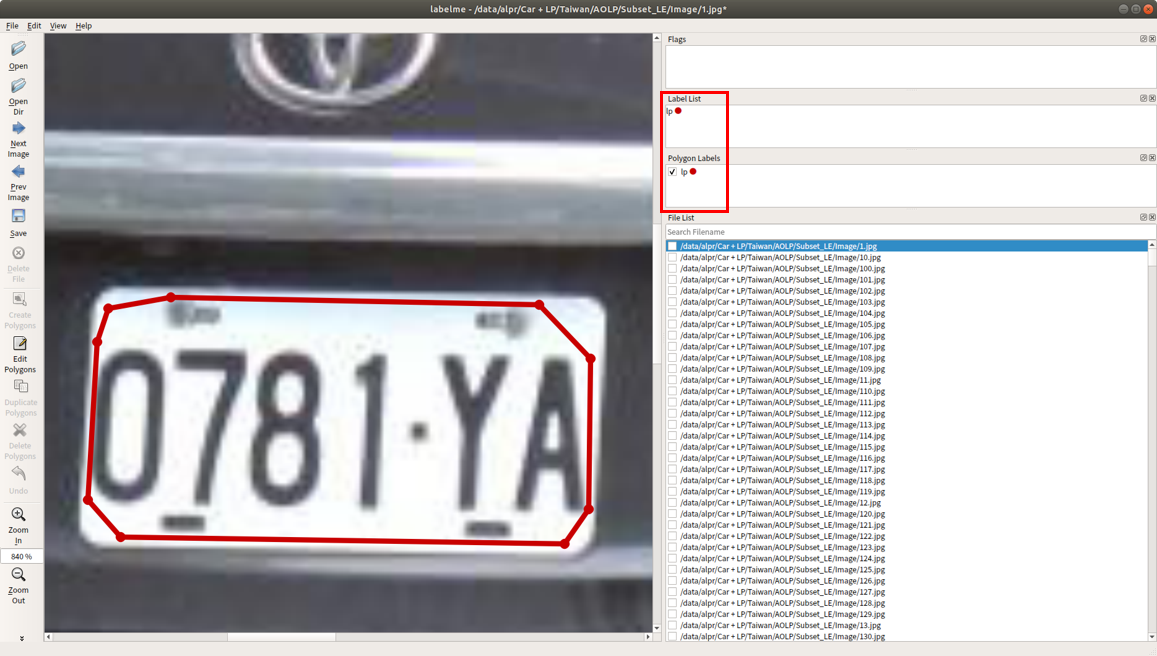 labelme - /data/alpr/Car + LP/Taiwan/AOLP/Subset_LE/Image/1.jpg*
File Edit View Help
Open
Open
Dir
Next
Image
Prev
Image
Save
Delete
File
Create
Polygons
Edit
Polygons
Duplicate
Polygons
Delete
Polygons
Undo
Zoom
In
840 %
Zoom
Out
0781·YA
Flags
Label List
lp
Polygon Labels
lp
File List
Search Filename
/data/alpr/Car + LP/Taiwan/AOLP/Subset_LE/Image/1.jpg
/data/alpr/Car + LP/Taiwan/AOLP/Subset_LE/Image/10.jpg
/data/alpr/Car + LP/Taiwan/AOLP/Subset_LE/Image/100.jpg
/data/alpr/Car + LP/Taiwan/AOLP/Subset_LE/Image/101.jpg
/data/alpr/Car + LP/Taiwan/AOLP/Subset_LE/Image/102.jpg
/data/alpr/Car + LP/Taiwan/AOLP/Subset_LE/Image/103.jpg
/data/alpr/Car + LP/Taiwan/AOLP/Subset_LE/Image/104.jpg
/data/alpr/Car + LP/Taiwan/AOLP/Subset_LE/Image/105.jpg
/data/alpr/Car + LP/Taiwan/AOLP/Subset_LE/Image/106.jpg
/data/alpr/Car + LP/Taiwan/AOLP/Subset_LE/Image/107.jpg
/data/alpr/Car + LP/Taiwan/AOLP/Subset_LE/Image/108.jpg
/data/alpr/Car + LP/Taiwan/AOLP/Subset_LE/Image/109.jpg
/data/alpr/Car + LP/Taiwan/AOLP/Subset_LE/Image/11.jpg
/data/alpr/Car + LP/Taiwan/AOLP/Subset_LE/Image/110.jpg
/data/alpr/Car + LP/Taiwan/AOLP/Subset_LE/Image/111.jpg
/data/alpr/Car + LP/Taiwan/AOLP/Subset_LE/Image/112.jpg
/data/alpr/Car + LP/Taiwan/AOLP/Subset_LE/Image/113.jpg
/data/alpr/Car + LP/Taiwan/AOLP/Subset_LE/Image/114.jpg
/data/alpr/Car + LP/Taiwan/AOLP/Subset_LE/Image/115.jpg
/data/alpr/Car + LP/Taiwan/AOLP/Subset_LE/Image/116.jpg
/data/alpr/Car + LP/Taiwan/AOLP/Subset_LE/Image/117.jpg
/data/alpr/Car + LP/Taiwan/AOLP/Subset_LE/Image/118.jpg
/data/alpr/Car + LP/Taiwan/AOLP/Subset_LE/Image/119.jpg
/data/alpr/Car + LP/Taiwan/AOLP/Subset_LE/Image/12.jpg
/data/alpr/Car + LP/Taiwan/AOLP/Subset_LE/Image/120.jpg
/data/alpr/Car + LP/Taiwan/AOLP/Subset_LE/Image/121.jpg
/data/alpr/Car + LP/Taiwan/AOLP/Subset_LE/Image/122.jpg
/data/alpr/Car + LP/Taiwan/AOLP/Subset_LE/Image/123.jpg
/data/alpr/Car + LP/Taiwan/AOLP/Subset_LE/Image/124.jpg
/data/alpr/Car + LP/Taiwan/AOLP/Subset_LE/Image/125.jpg
/data/alpr/Car + LP/Taiwan/AOLP/Subset_LE/Image/126.jpg
/data/alpr/Car + LP/Taiwan/AOLP/Subset_LE/Image/127.jpg
/data/alpr/Car + LP/Taiwan/AOLP/Subset_LE/Image/128.jpg
/data/alpr/Car + LP/Taiwan/AOLP/Subset_LE/Image/129.jpg
/data/alpr/Car + LP/Taiwan/AOLP/Subset_LE/Image/13.jpg
/data/alpr/Car + LP/Taiwan/AOLP/Subset_LE/Image/130.jpg